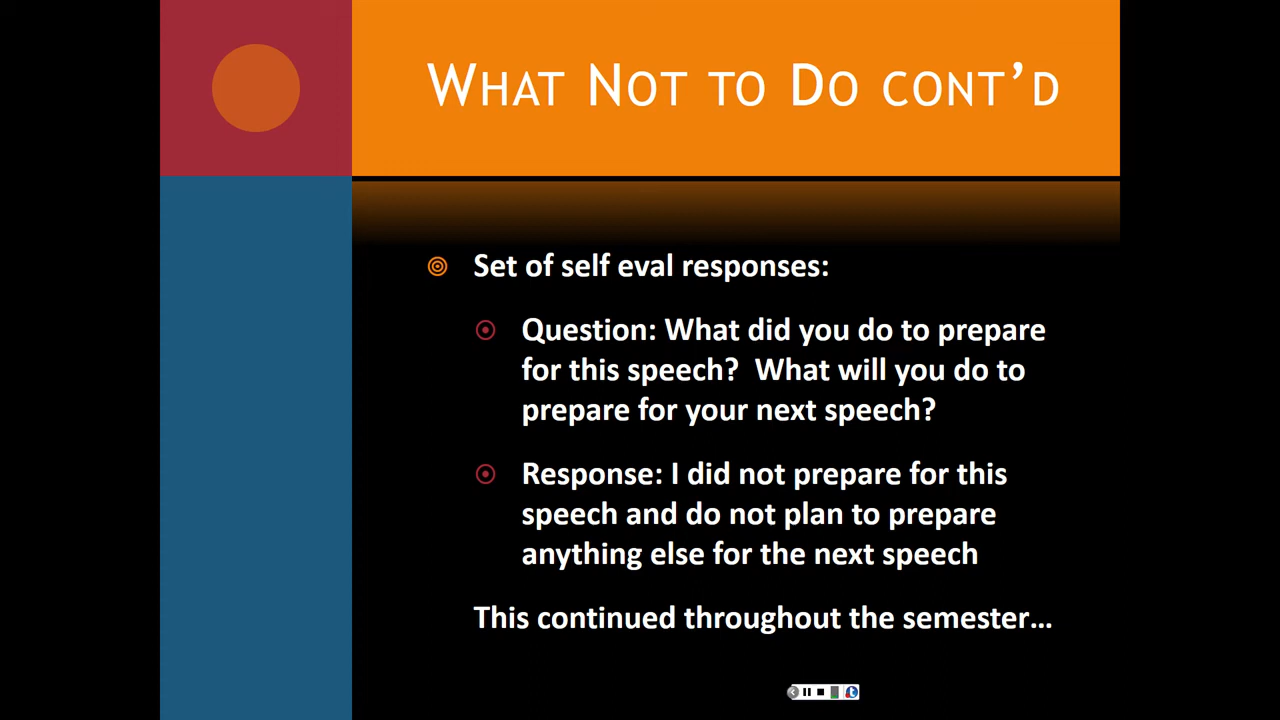 What Not to Do cont’d
Set of self eval responses:
Question: What did you do to prepare
for this speech?  What will you do to
prepare for your next speech?
Response: I did not prepare for this
speech and do not plan to prepare
anything else for the next speech
This continued throughout the semester…